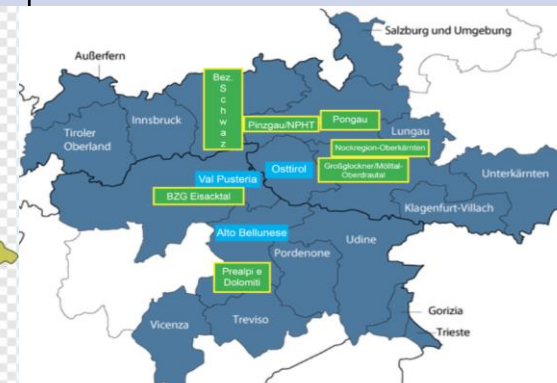 Salzburg und Umgebung
Außerfern
Bez.
S
c
h
w
a
z
Pongau
Pinzgau/NPHT
Innsbruck
Tiroler
Oberland
Lungau
Nockregion-Oberkärnten
Osttirol
Großglockner/Mölltal-
Oberdrautal
Unterkärnten
Val Pusteria
BZG Eisacktal
Klagenfurt-Villach
Alto Bellunese
Udine
Pordenone
Prealpi e
Dolomiti
Gorizia
Treviso
Vicenza
Trieste